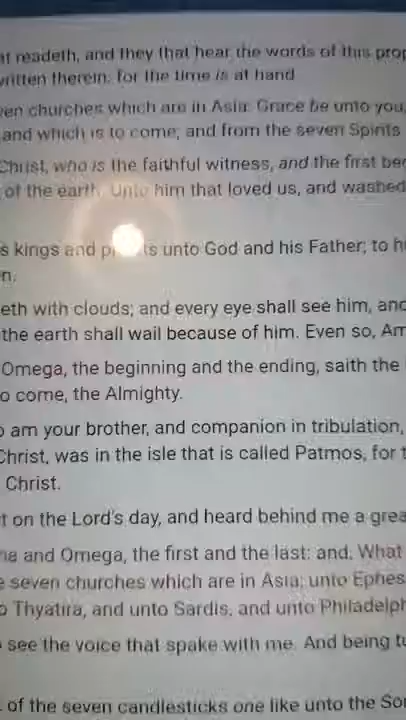 readeth, and they that hear the words of this
written therein: for the time is at hand
churches which are in Asia: Grace be unto you,
and which is to come; and from the seven Spirits
Christ, who is the faithful witness, and the first
of the earth. Unto him that loved us, and washed
s kings and unto God and his Father; to
n.
eth with clouds; and every eye shall see him, and
the earth shall wail because of him. Even so,
Omega, the beginning and the ending, saith the
o come, the Almighty.
am your brother, and companion in tribulation,
Christ, was in the isle that is called Patmos, for
Christ.
on the Lord's day, and heard behind me a
and Omega, the first and the last: and, What
seven churches which are in Asia; unto Ephes
Thyatira, and unto Sardis, and unto Philadelph
see the voice that spake with me. And being
of the seven candlesticks one like unto the